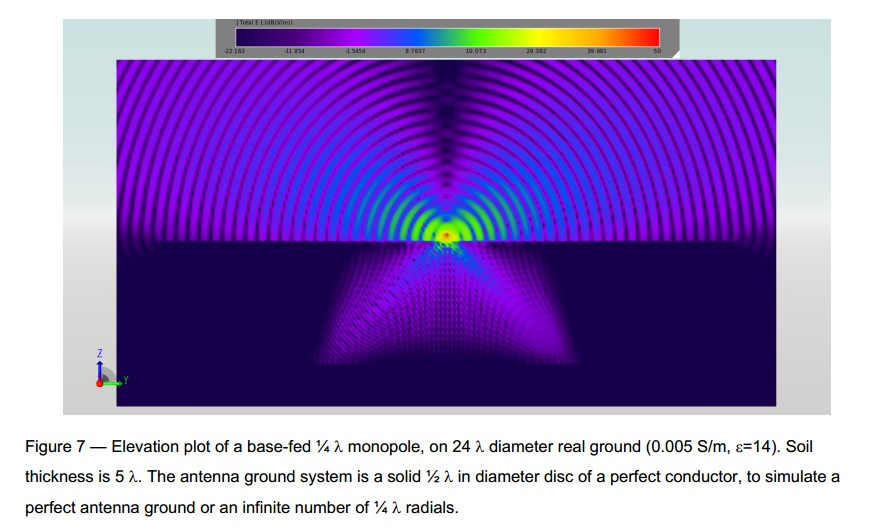 | Total E | [dB(V/m)]
-22.163 -11.854 -1.5454 8.7637 19.073 29.382 39.691 50
Z
Y
Figure 7 — Elevation plot of a base-fed ¼ λ monopole, on 24 λ diameter real ground (0.005 S/m, ε=14). Soil
thickness is 5 λ. The antenna ground system is a solid ½ λ in diameter disc of a perfect conductor, to simulate a
perfect antenna ground or an infinite number of ¼ λ radials.